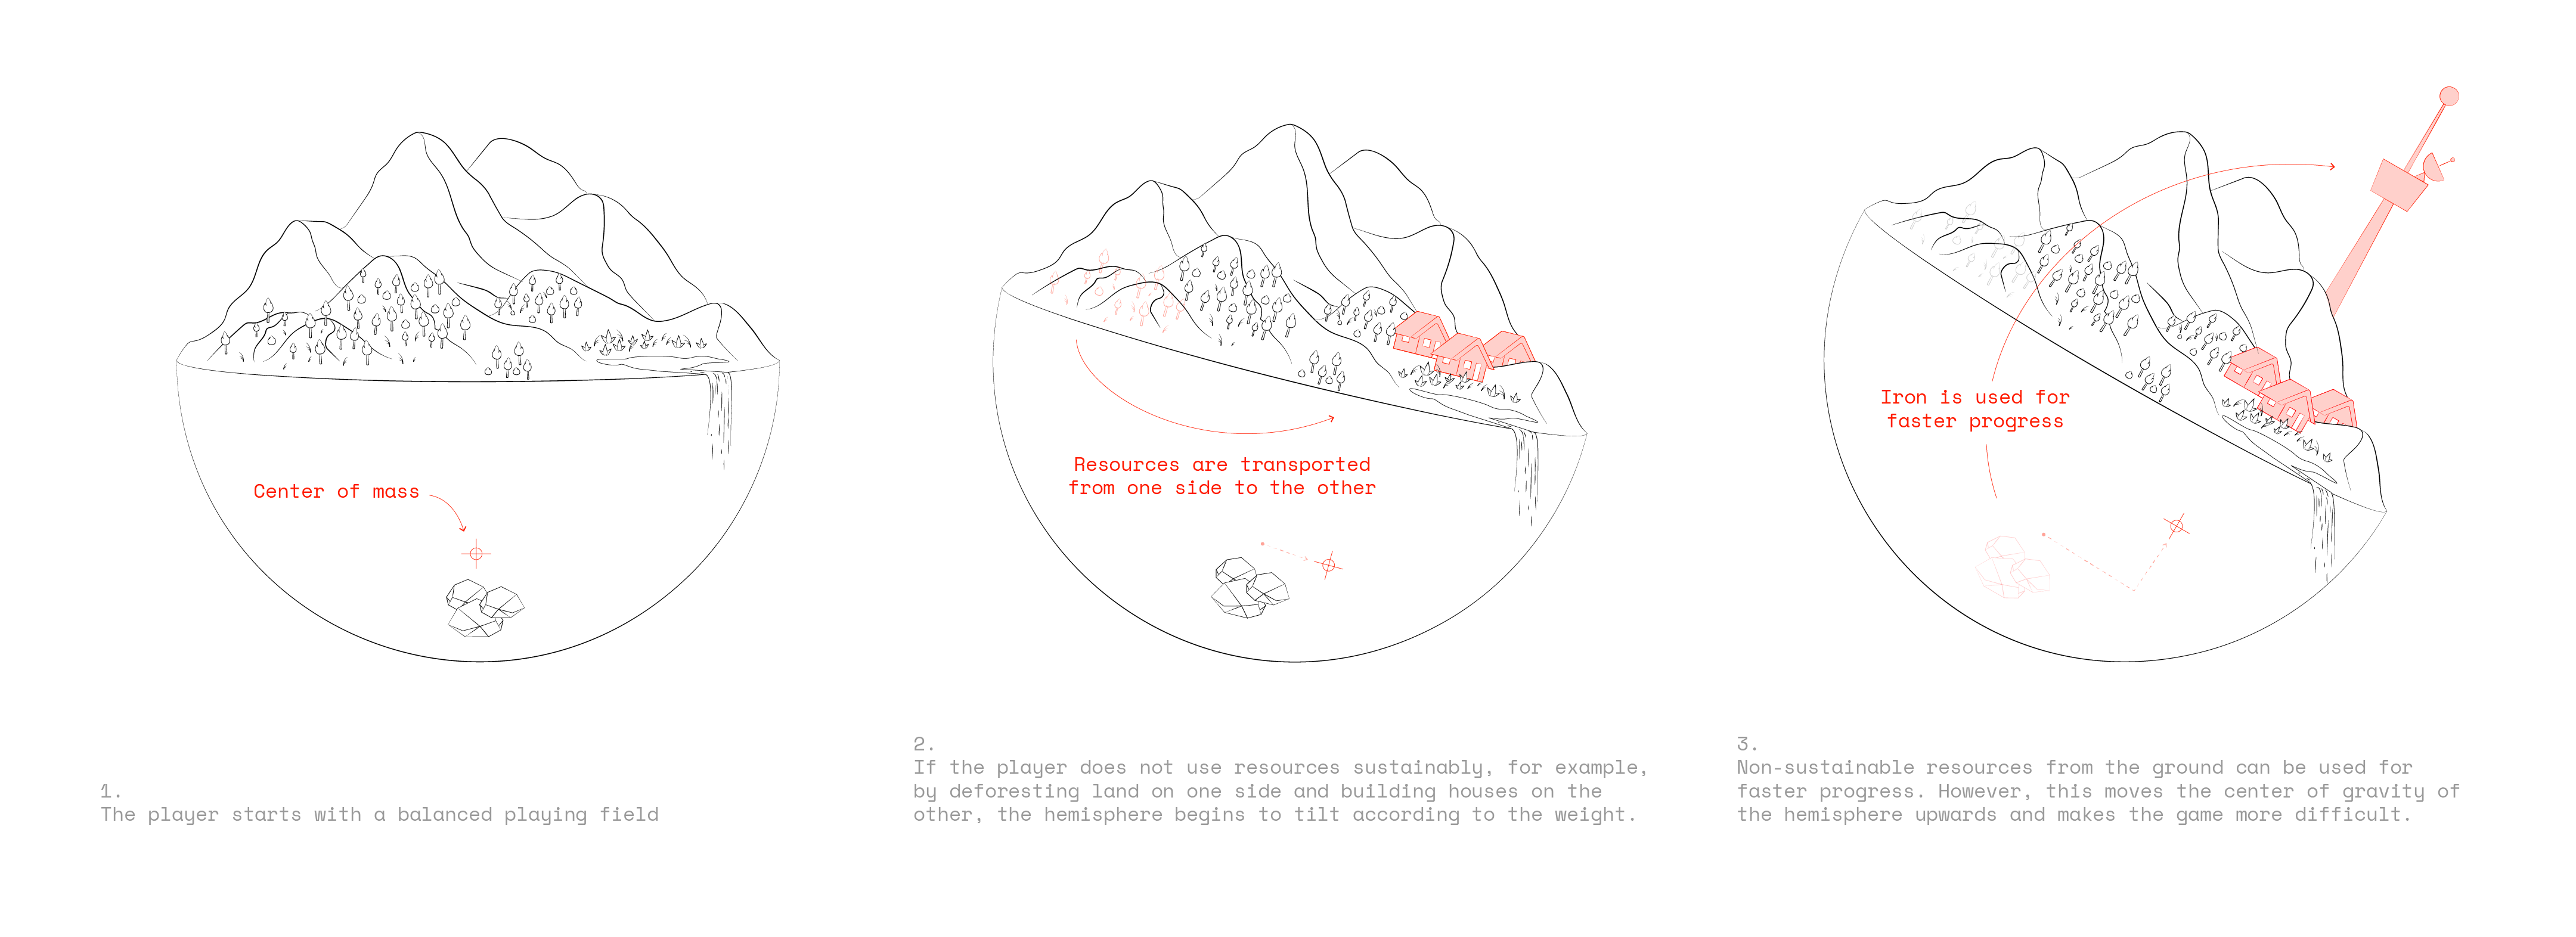 Center of mass
1.
The player starts with a balanced playing field
Resources are transported
from one side to the other
2.
If the player does not use resources sustainably, for example,
by deforesting land on one side and building houses on the
other, the hemisphere begins to tilt according to the weight.
Iron is used for
faster progress
3.
Non-sustainable resources from the ground can be used for
faster progress. However, this moves the center of gravity of
the hemisphere upwards and makes the game more difficult.